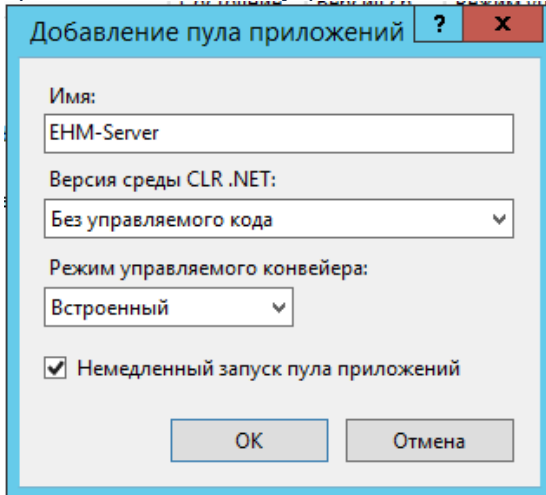 Добавление пула приложений
?
x
Имя:
EHM-Server
Версия среды CLR .NET:
Без управляемого кода
Режим управляемого конвейера:
Встроенный
Немедленный запуск пула приложений
ОК
Отмена